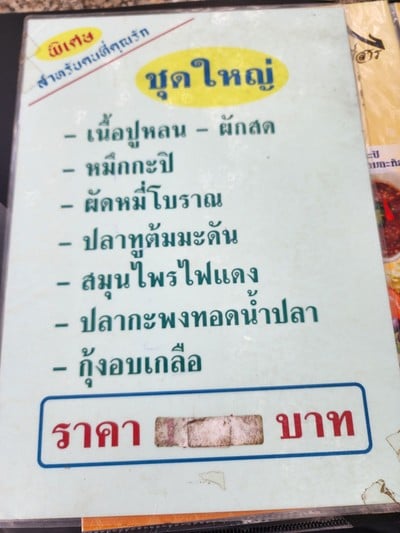 พิเศษ
สำหรับคนที่คุณรัก
ชุดใหญ่
- เนื้อปูหลน - ผักสด
- หมึกกะปิ
- ผัดหมี่โบราณ
- ปลาทูต้มมะดัน
- สมุนไพรไฟแดง
- ปลากะพงทอดน้ำปลา
- กุ้งอบเกลือ
ราคา บาท